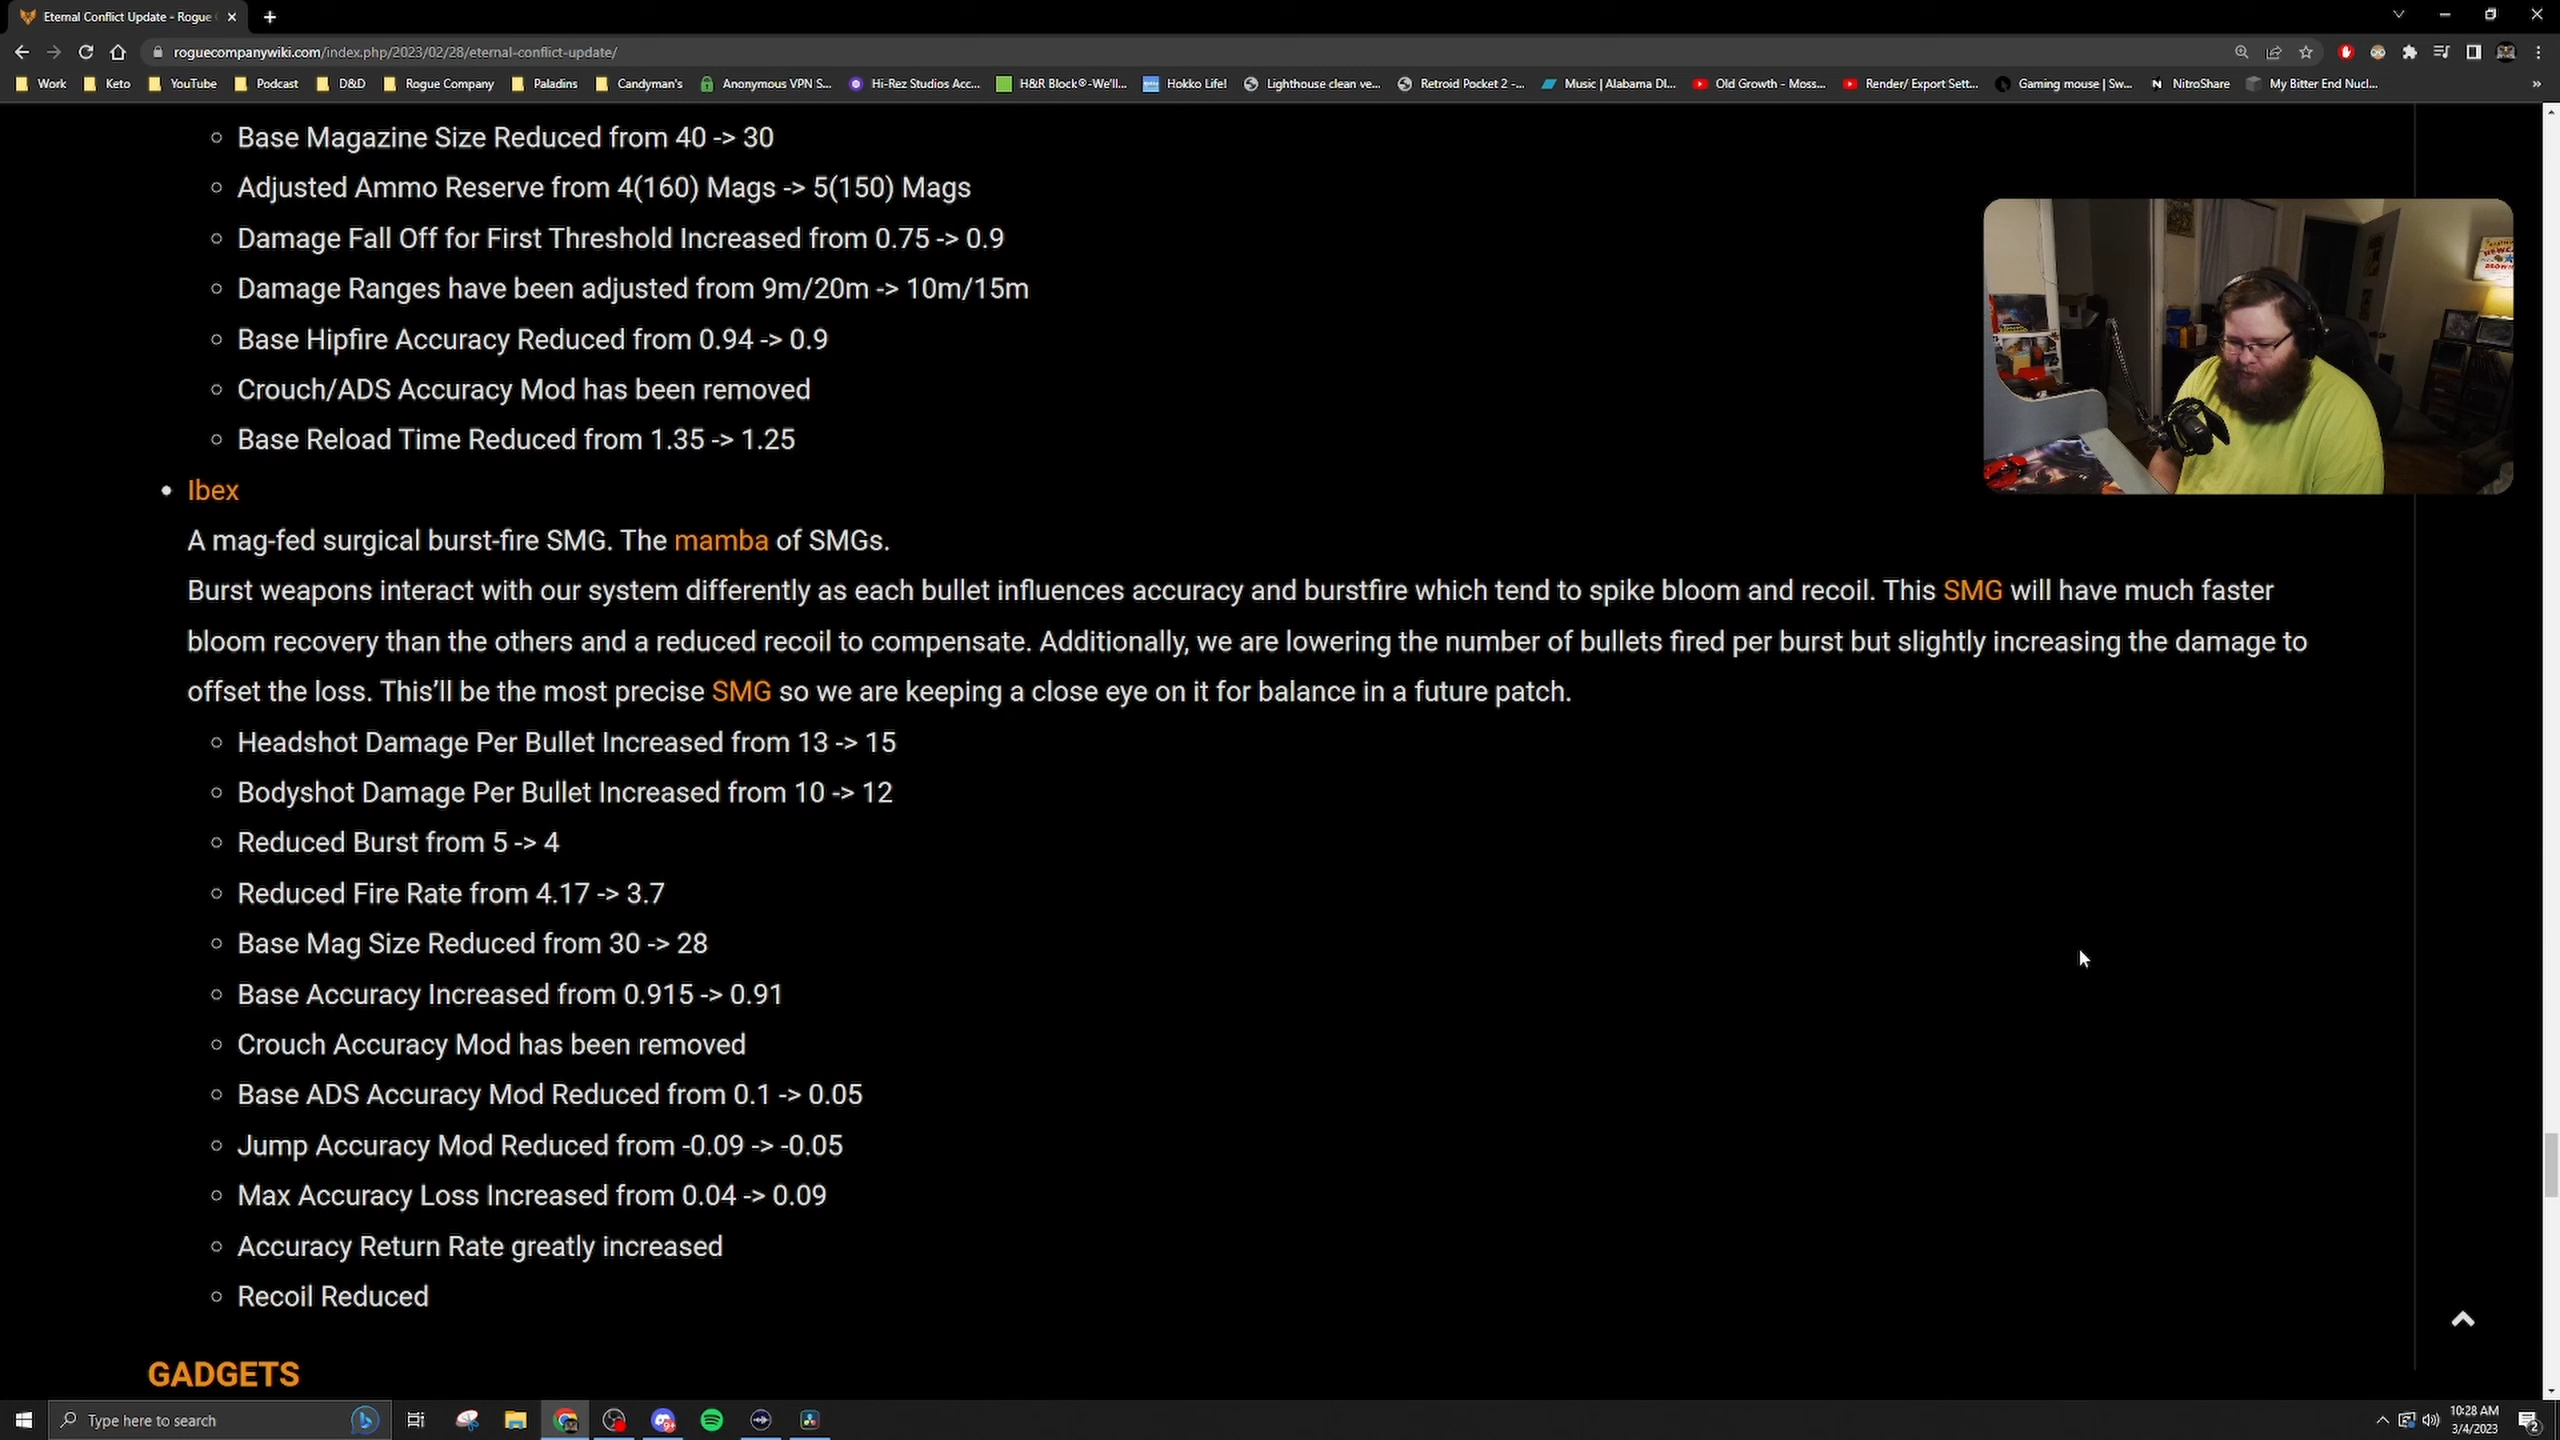 Eternal Conflict Update - Rogue
roguecompanywiki.com/index.php/2023/02/28/eternal-conflict-update/
Work Keto YouTube Podcast D&D Rogue Company Paladins Candyman's Anonymous VPN S... Hi-Rez Studios Acc... H&R Block®-We'll... Hokko Life! Lighthouse clean ve... Retroid Pocket 2 -... Music | Alabama DI... Old Growth - Moss... Render/ Export Sett... Gaming mouse | Sw... NitroShare My Bitter End Nucl...
Base Magazine Size Reduced from 40 -> 30
Adjusted Ammo Reserve from 4(160) Mags -> 5(150) Mags
Damage Fall Off for First Threshold Increased from 0.75 -> 0.9
Damage Ranges have been adjusted from 9m/20m -> 10m/15m
Base Hipfire Accuracy Reduced from 0.94 -> 0.9
Crouch/ADS Accuracy Mod has been removed
Base Reload Time Reduced from 1.35 -> 1.25
Ibex
A mag-fed surgical burst-fire SMG. The mamba of SMGs.
Burst weapons interact with our system differently as each bullet influences accuracy and burstfire which tend to spike bloom and recoil. This SMG will have much faster
bloom recovery than the others and a reduced recoil to compensate. Additionally, we are lowering the number of bullets fired per burst but slightly increasing the damage to
offset the loss. This’ll be the most precise SMG so we are keeping a close eye on it for balance in a future patch.
Headshot Damage Per Bullet Increased from 13 -> 15
Bodyshot Damage Per Bullet Increased from 10 -> 12
Reduced Burst from 5 -> 4
Reduced Fire Rate from 4.17 -> 3.7
Base Mag Size Reduced from 30 -> 28
Base Accuracy Increased from 0.915 -> 0.91
Crouch Accuracy Mod has been removed
Base ADS Accuracy Mod Reduced from 0.1 -> 0.05
Jump Accuracy Mod Reduced from -0.09 -> -0.05
Max Accuracy Loss Increased from 0.04 -> 0.09
Accuracy Return Rate greatly increased
Recoil Reduced
GADGETS
Type here to search
10:28 AM
3/4/2023
2